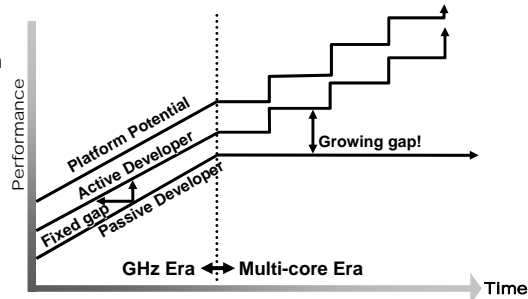 Performance
Platform Potential
Active Developer
Fixed gap
Passive Developer
Growing gap!
GHz Era
Multi-core Era
Time